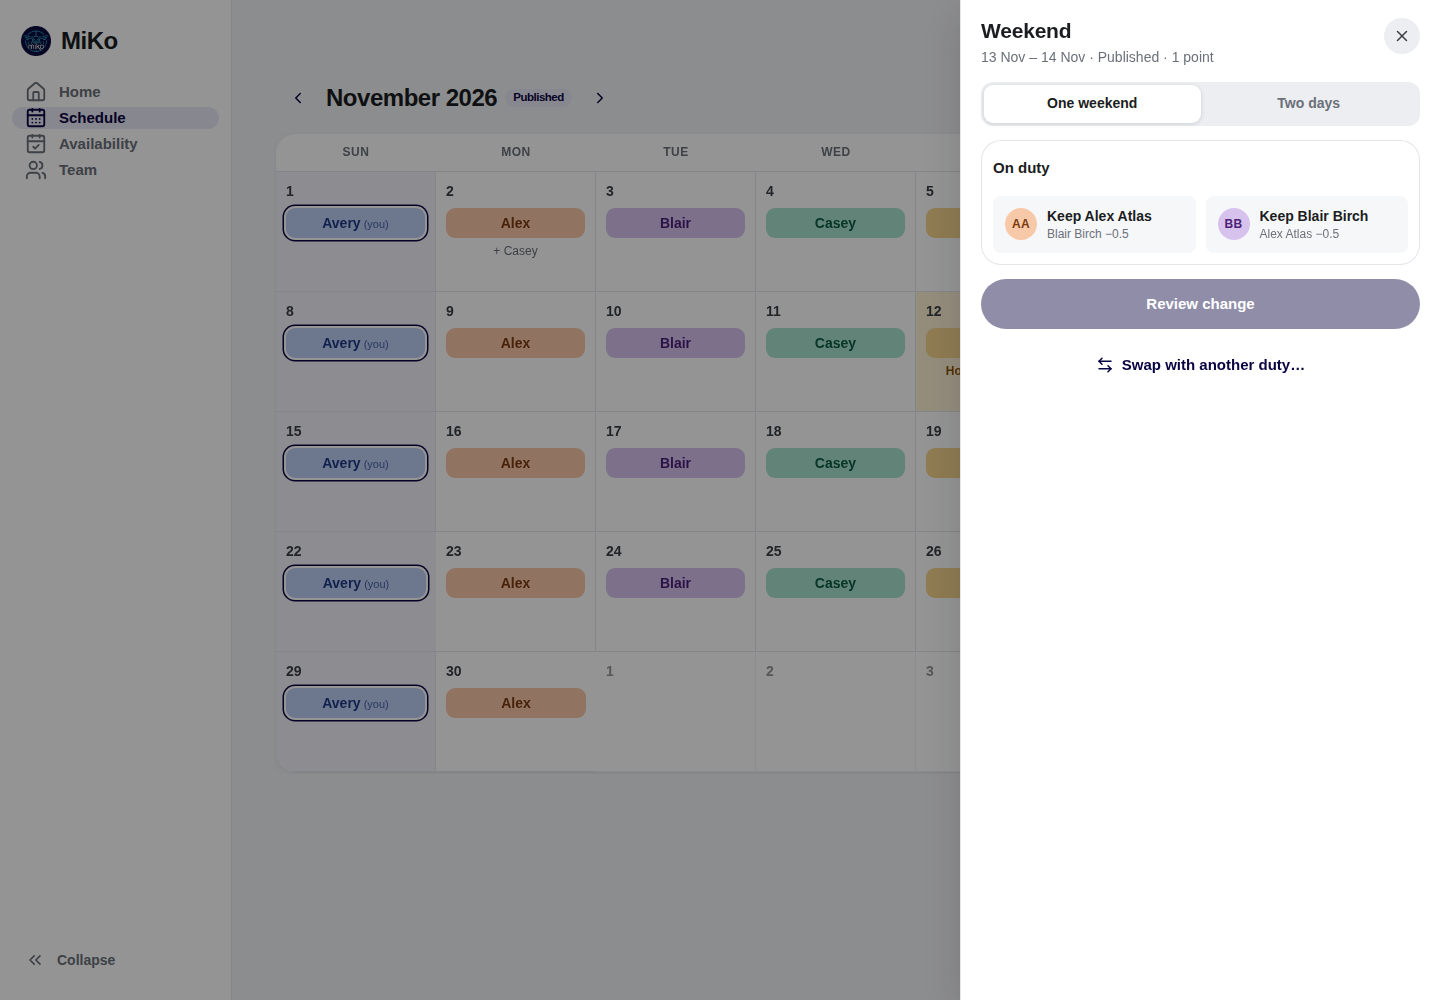 miko
MiKo
Home
Schedule
Availability
Team
Collapse
November 2026 Published
SUN MON TUE WED
1 2 3 4 5
Avery (you) Alex Blair Casey
+ Casey
8 9 10 11 12
Avery (you) Alex Blair Casey
15 16 17 18 19
Avery (you) Alex Blair Casey
22 23 24 25 26
Avery (you) Alex Blair Casey
29 30 1 2 3
Avery (you) Alex
Weekend
13 Nov – 14 Nov · Published · 1 point
One weekend Two days
On duty
AA Keep Alex Atlas
Blair Birch −0.5
BB Keep Blair Birch
Alex Atlas −0.5
Review change
Swap with another duty…